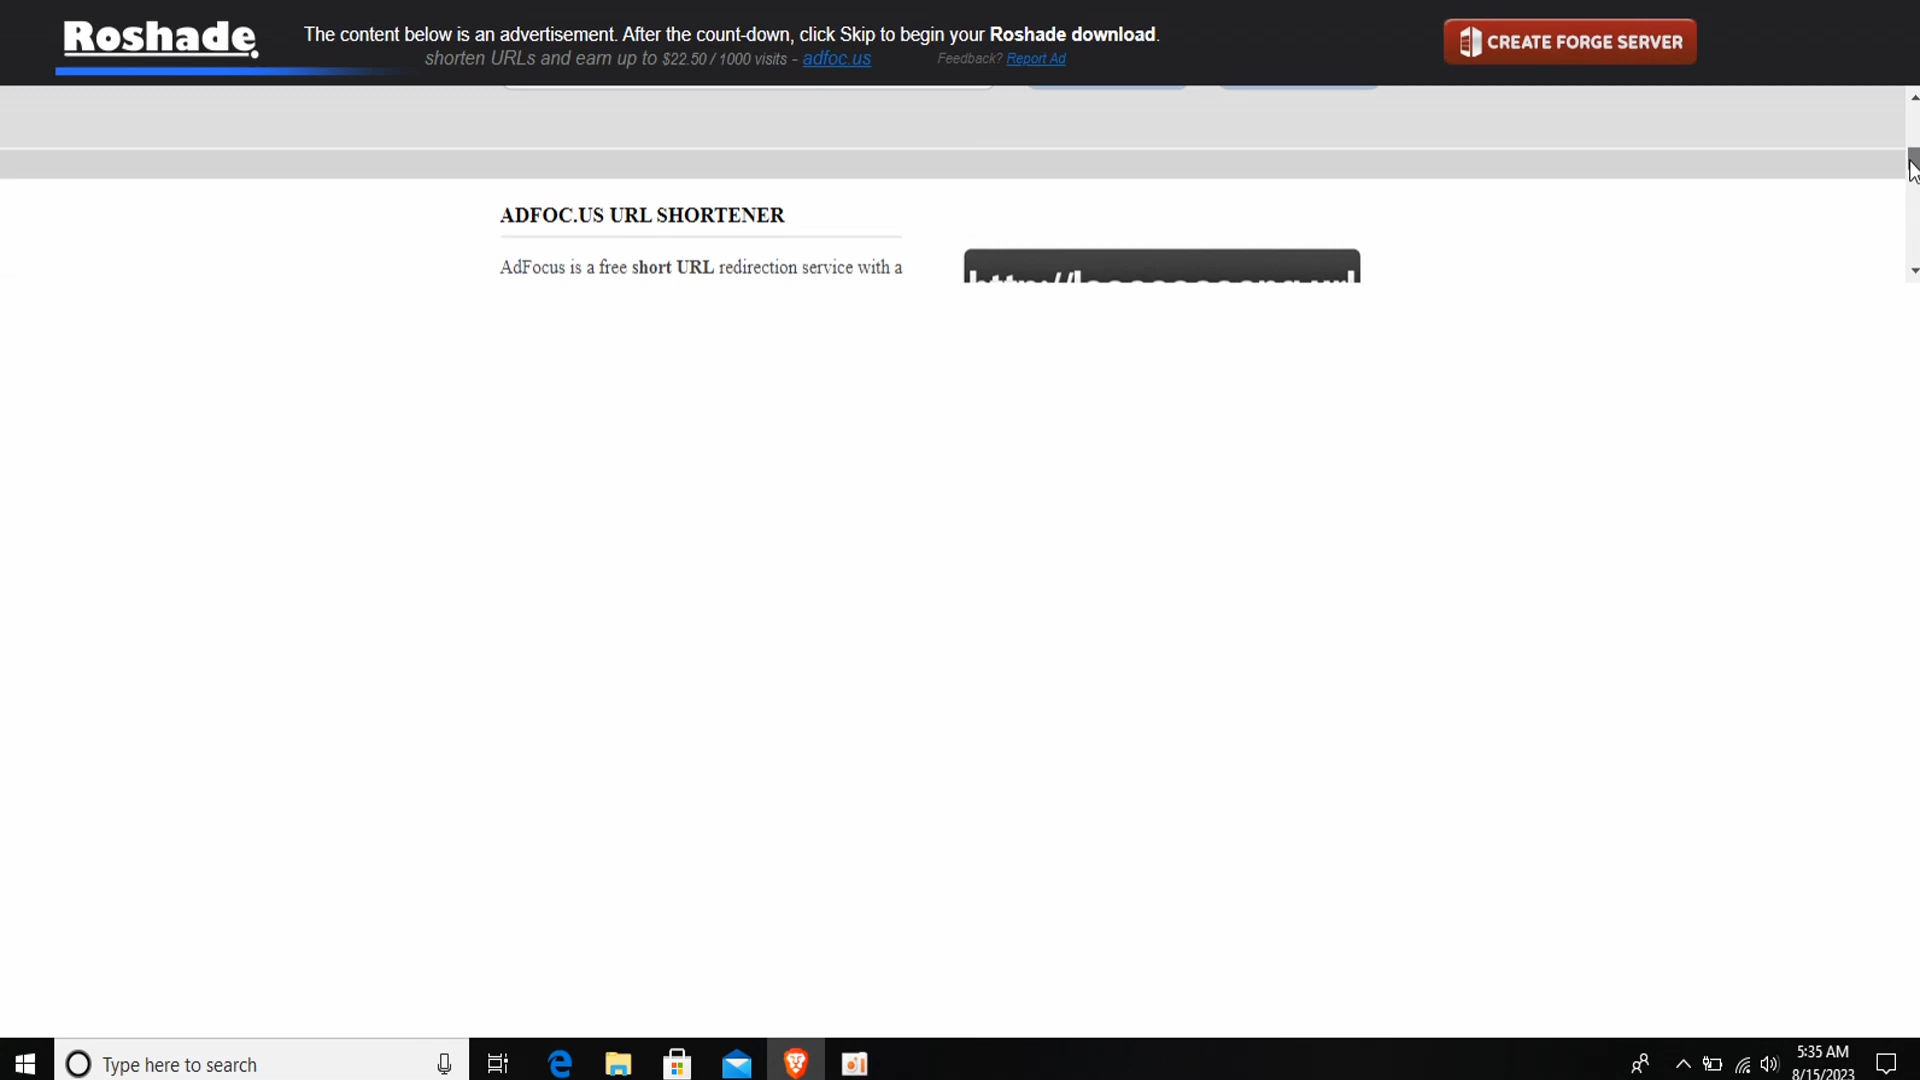 Roshade.
The content below is an advertisement. After the count-down, click Skip to begin your Roshade download.
shorten URLs and earn up to $22.50 / 1000 visits - adfoc.us
Feedback? Report Ad
CREATE FORGE SERVER
ADFOC.US URL SHORTENER
AdFocus is a free short URL redirection service with a
Type here to search
5:35 AM
8/15/2023